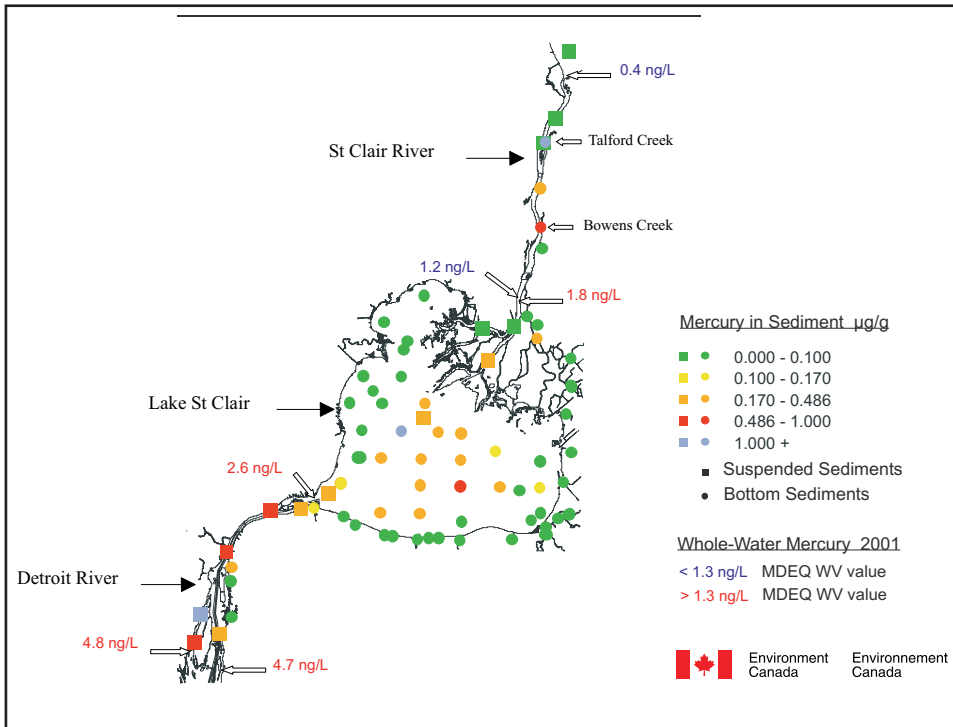 0.4 ng/L
Talford Creek
St Clair River
Bowens Creek
1.2 ng/L
1.8 ng/L
Mercury in Sediment µg/g
0.000 - 0.100
0.100 - 0.170
0.170 - 0.486
0.486 - 1.000
1.000 +
Suspended Sediments
Bottom Sediments
Lake St Clair
2.6 ng/L
Whole-Water Mercury 2001
< 1.3 ng/L MDEQ WV value
> 1.3 ng/L MDEQ WV value
Detroit River
4.8 ng/L
4.7 ng/L
Environment Environnement
Canada Canada